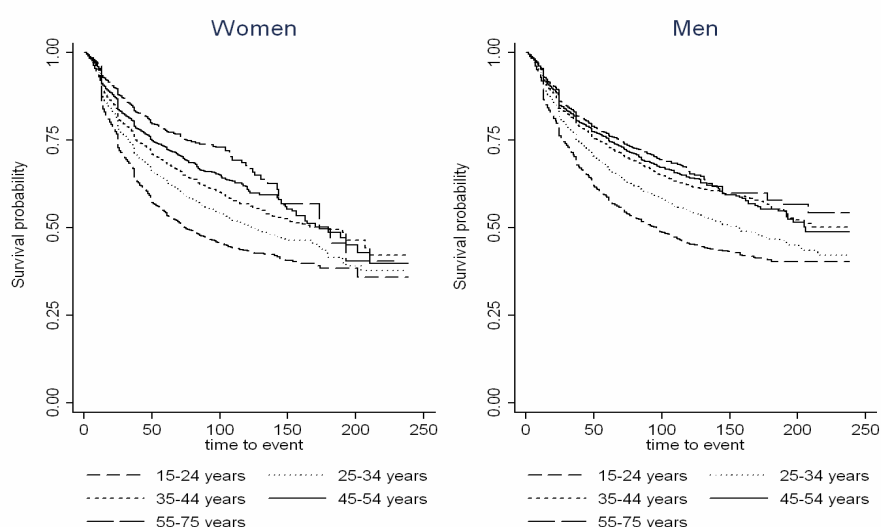 Women
Men
Survival probability
1.00
0.75
0.50
0.25
0.00
0 50 100 150 200 250
time to event
15-24 years 25-34 years
35-44 years 45-54 years
55-75 years
Survival probability
1.00
0.75
0.50
0.25
0.00
0 50 100 150 200 250
time to event
15-24 years 25-34 years
35-44 years 45-54 years
55-75 years